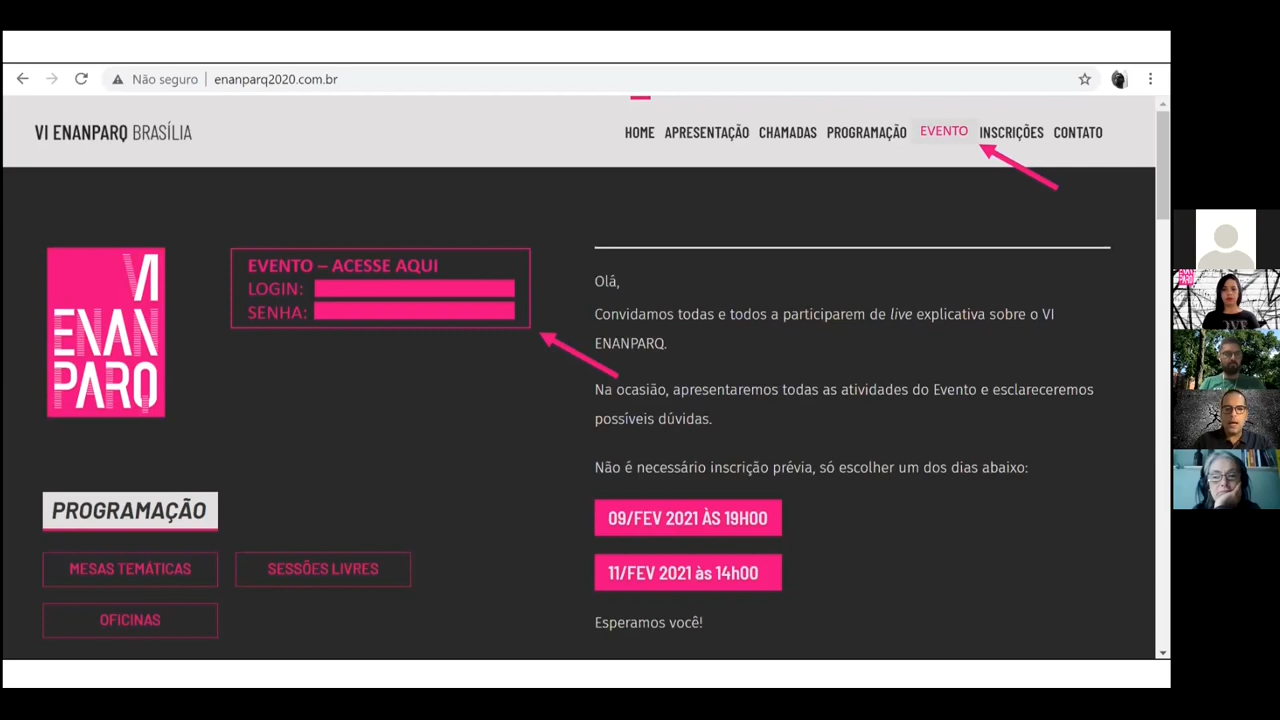 Não seguro | enanparq2020.com.br
VI ENANPARQ BRASÍLIA
HOME APRESENTAÇÃO CHAMADAS PROGRAMAÇÃO EVENTO INSCRIÇÕES CONTATO
VI
ENAN
PARQ
EVENTO – ACESSE AQUI
LOGIN:
SENHA:
PROGRAMAÇÃO
MESAS TEMÁTICAS
SESSÕES LIVRES
OFICINAS
Olá,
Convidamos todas e todos a participarem de live explicativa sobre o VI
ENANPARQ.
Na ocasião, apresentaremos todas as atividades do Evento e esclareceremos
possíveis dúvidas.
Não é necessário inscrição prévia, só escolher um dos dias abaixo:
09/FEV 2021 ÀS 19H00
11/FEV 2021 às 14h00
Esperamos você!
ENAN
PARQ